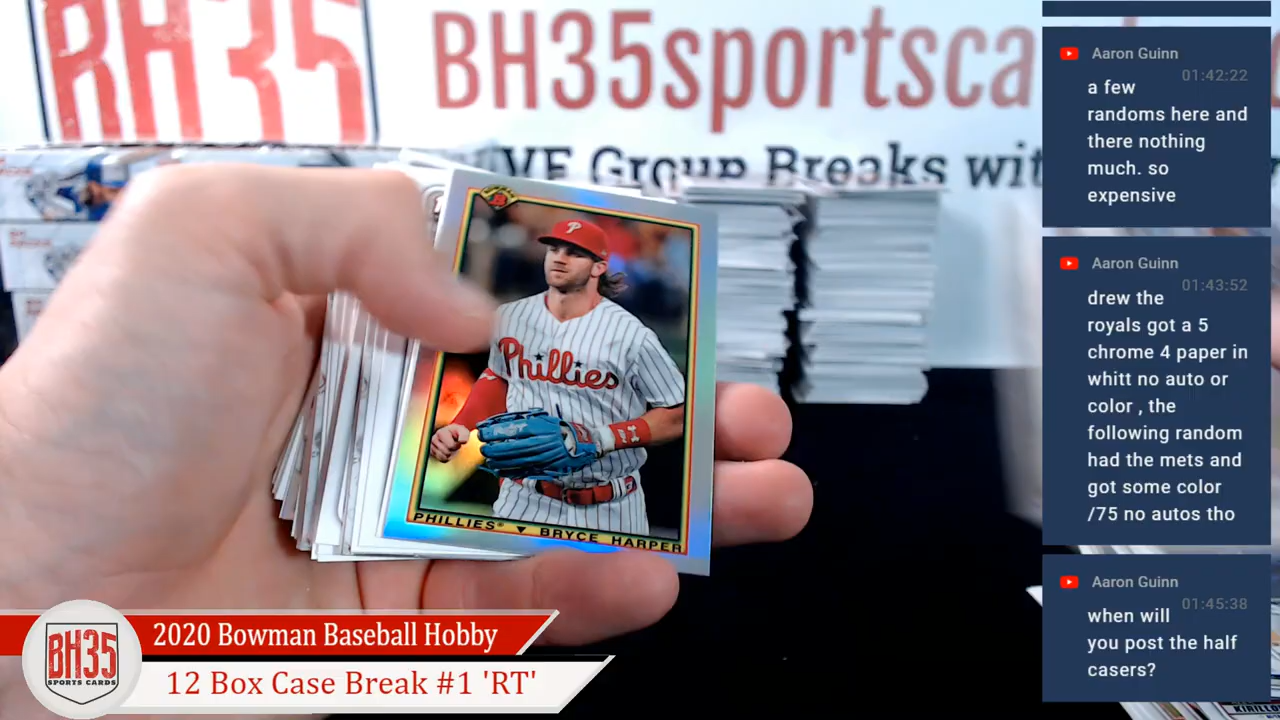 BH35
BH35sportsca
LIVE Group Breaks wit
P
Phillies
PHILLIES ▼ BRYCE HARPER
Aaron Guinn
01:42:22
a few
randoms here and
there nothing
much. so
expensive
Aaron Guinn
01:43:52
drew the
royals got a 5
chrome 4 paper in
whitt no auto or
color , the
following random
had the mets and
got some color
/75 no autos tho
Aaron Guinn
01:45:38
when will
you post the half
casers?
BH35
SPORTS CARDS
2020 Bowman Baseball Hobby
12 Box Case Break #1 'RT'
KIRILLO